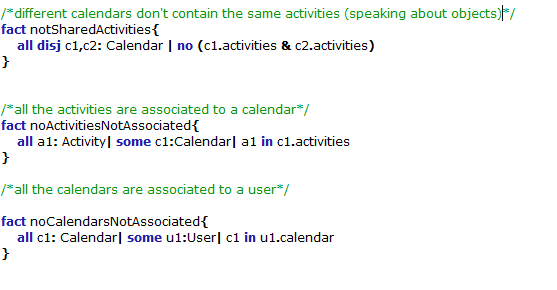 /*different calendars don't contain the same activities (speaking about objects)*/
fact notSharedActivities{
all disj c1,c2: Calendar | no (c1.activities & c2.activities)
}
/*all the activities are associated to a calendar*/
fact noActivitiesNotAssociated{
all a1: Activity| some c1:Calendar| a1 in c1.activities
}
/*all the calendars are associated to a user*/
fact noCalendarsNotAssociated{
all c1: Calendar| some u1:User| c1 in u1.calendar
}